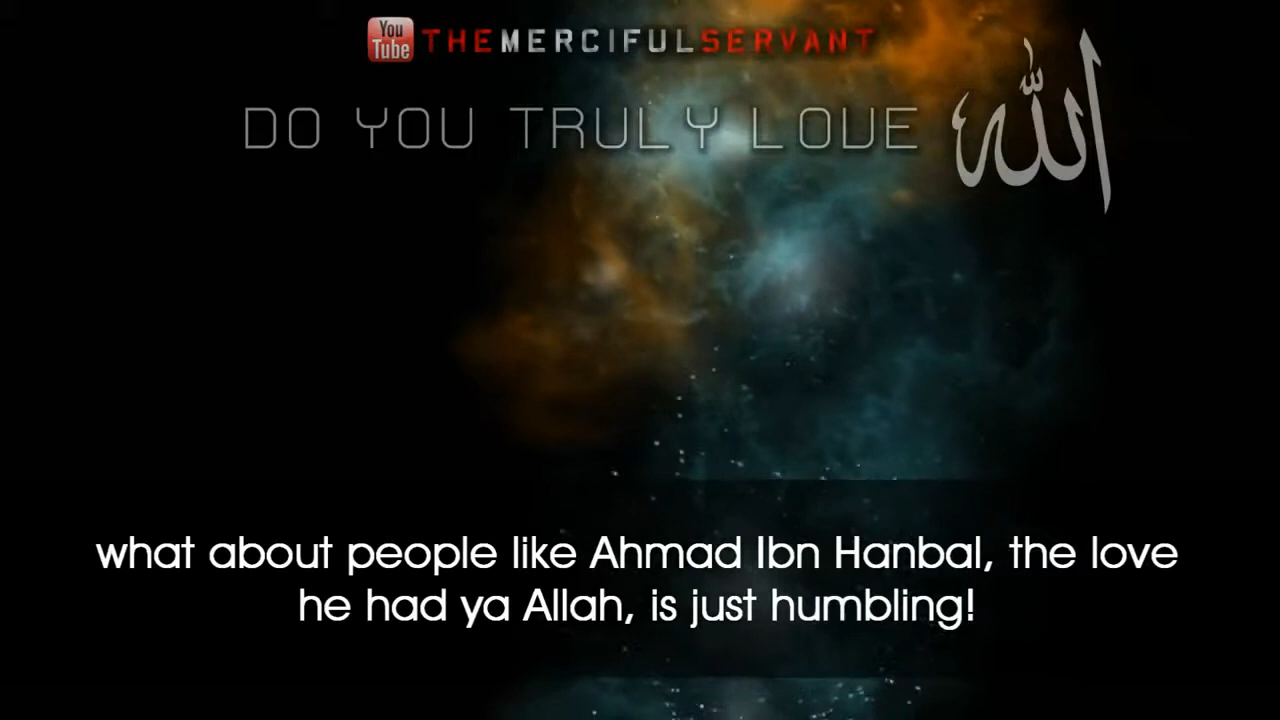 You Tube THEMERCIFULSERVANT
DO YOU TRULY LOVE الله
what about people like Ahmad Ibn Hanbal, the love
he had ya Allah, is just humbling!